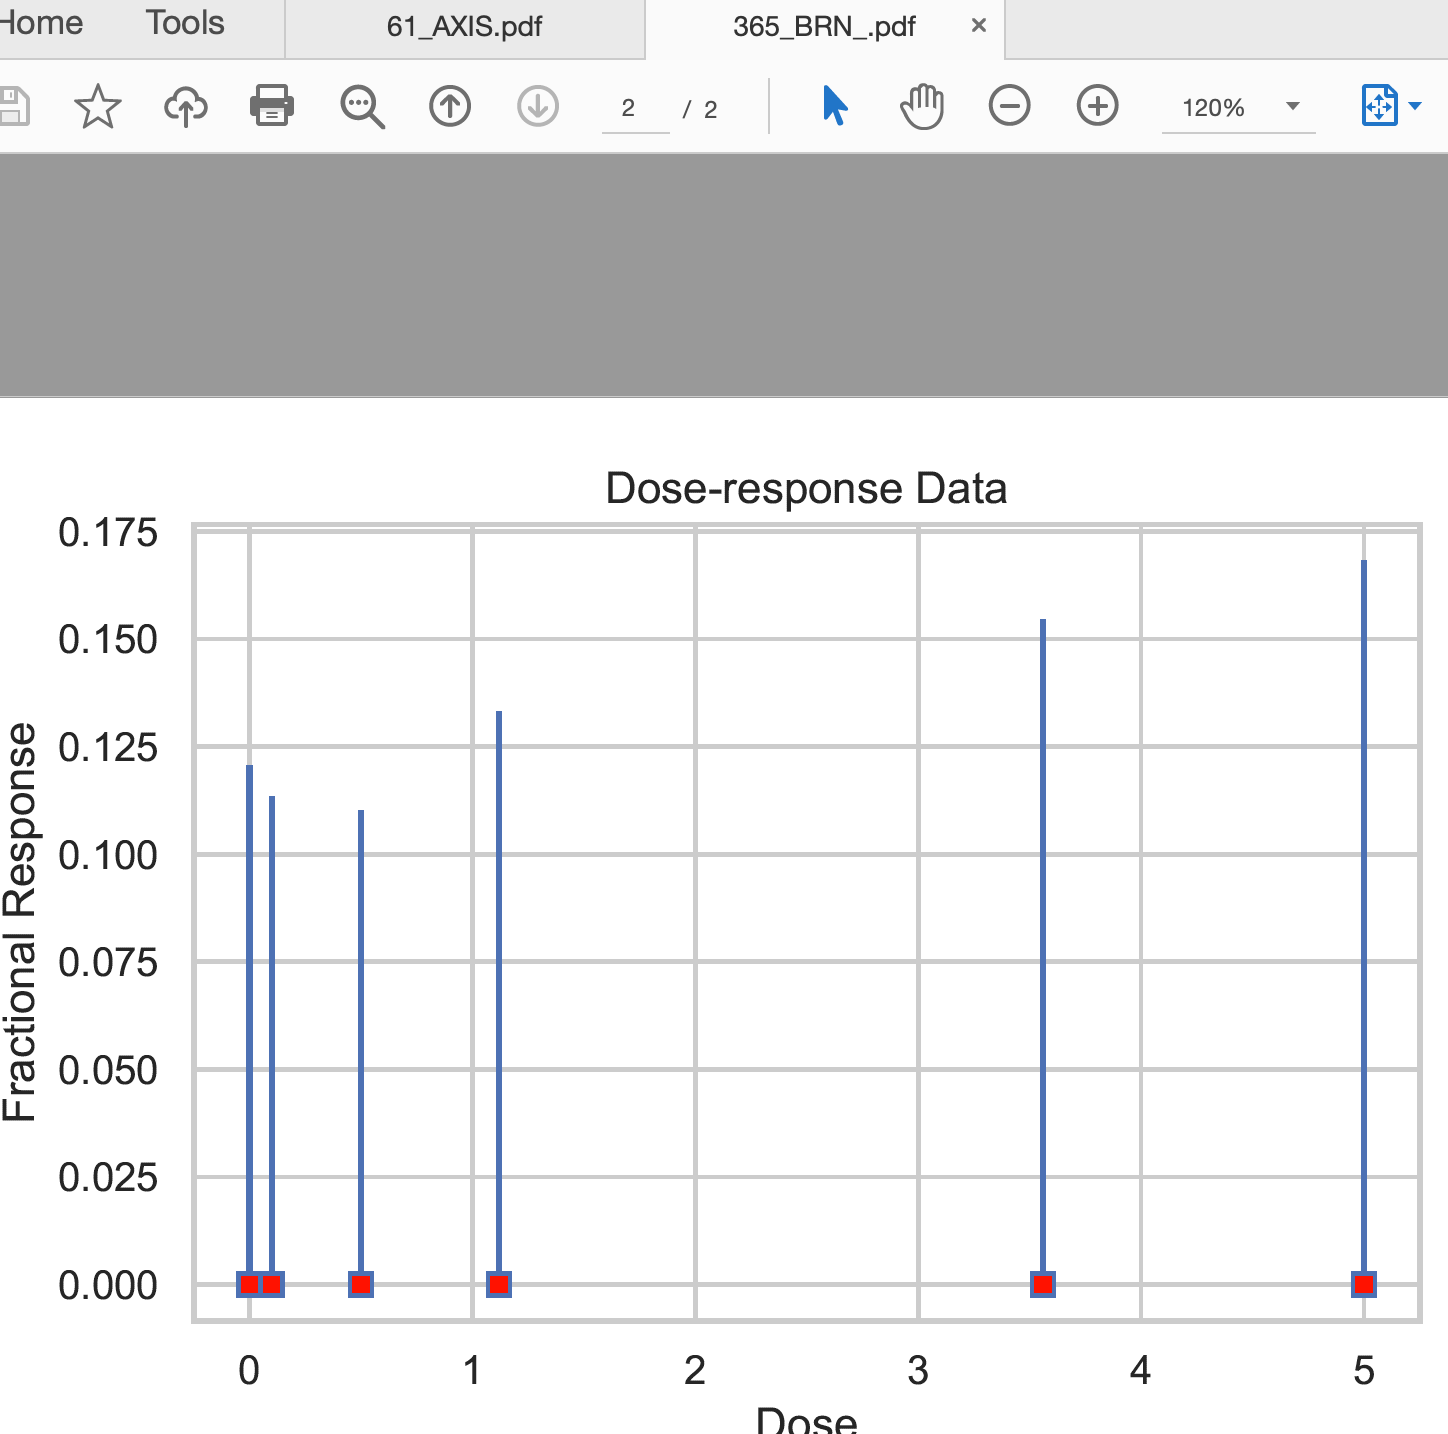 Home Tools 61_AXIS.pdf 365_BRN_.pdf ×
2 / 2 120%
Dose-response Data
0.175
0.150
0.125
0.100
0.075
0.050
0.025
0.000
Fractional Response
0 1 2 3 4 5
Dose